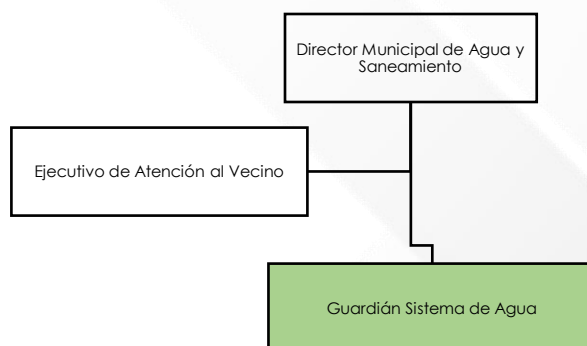 Director Municipal de Agua y
Saneamiento
Ejecutivo de Atención al Vecino
Guardián Sistema de Agua